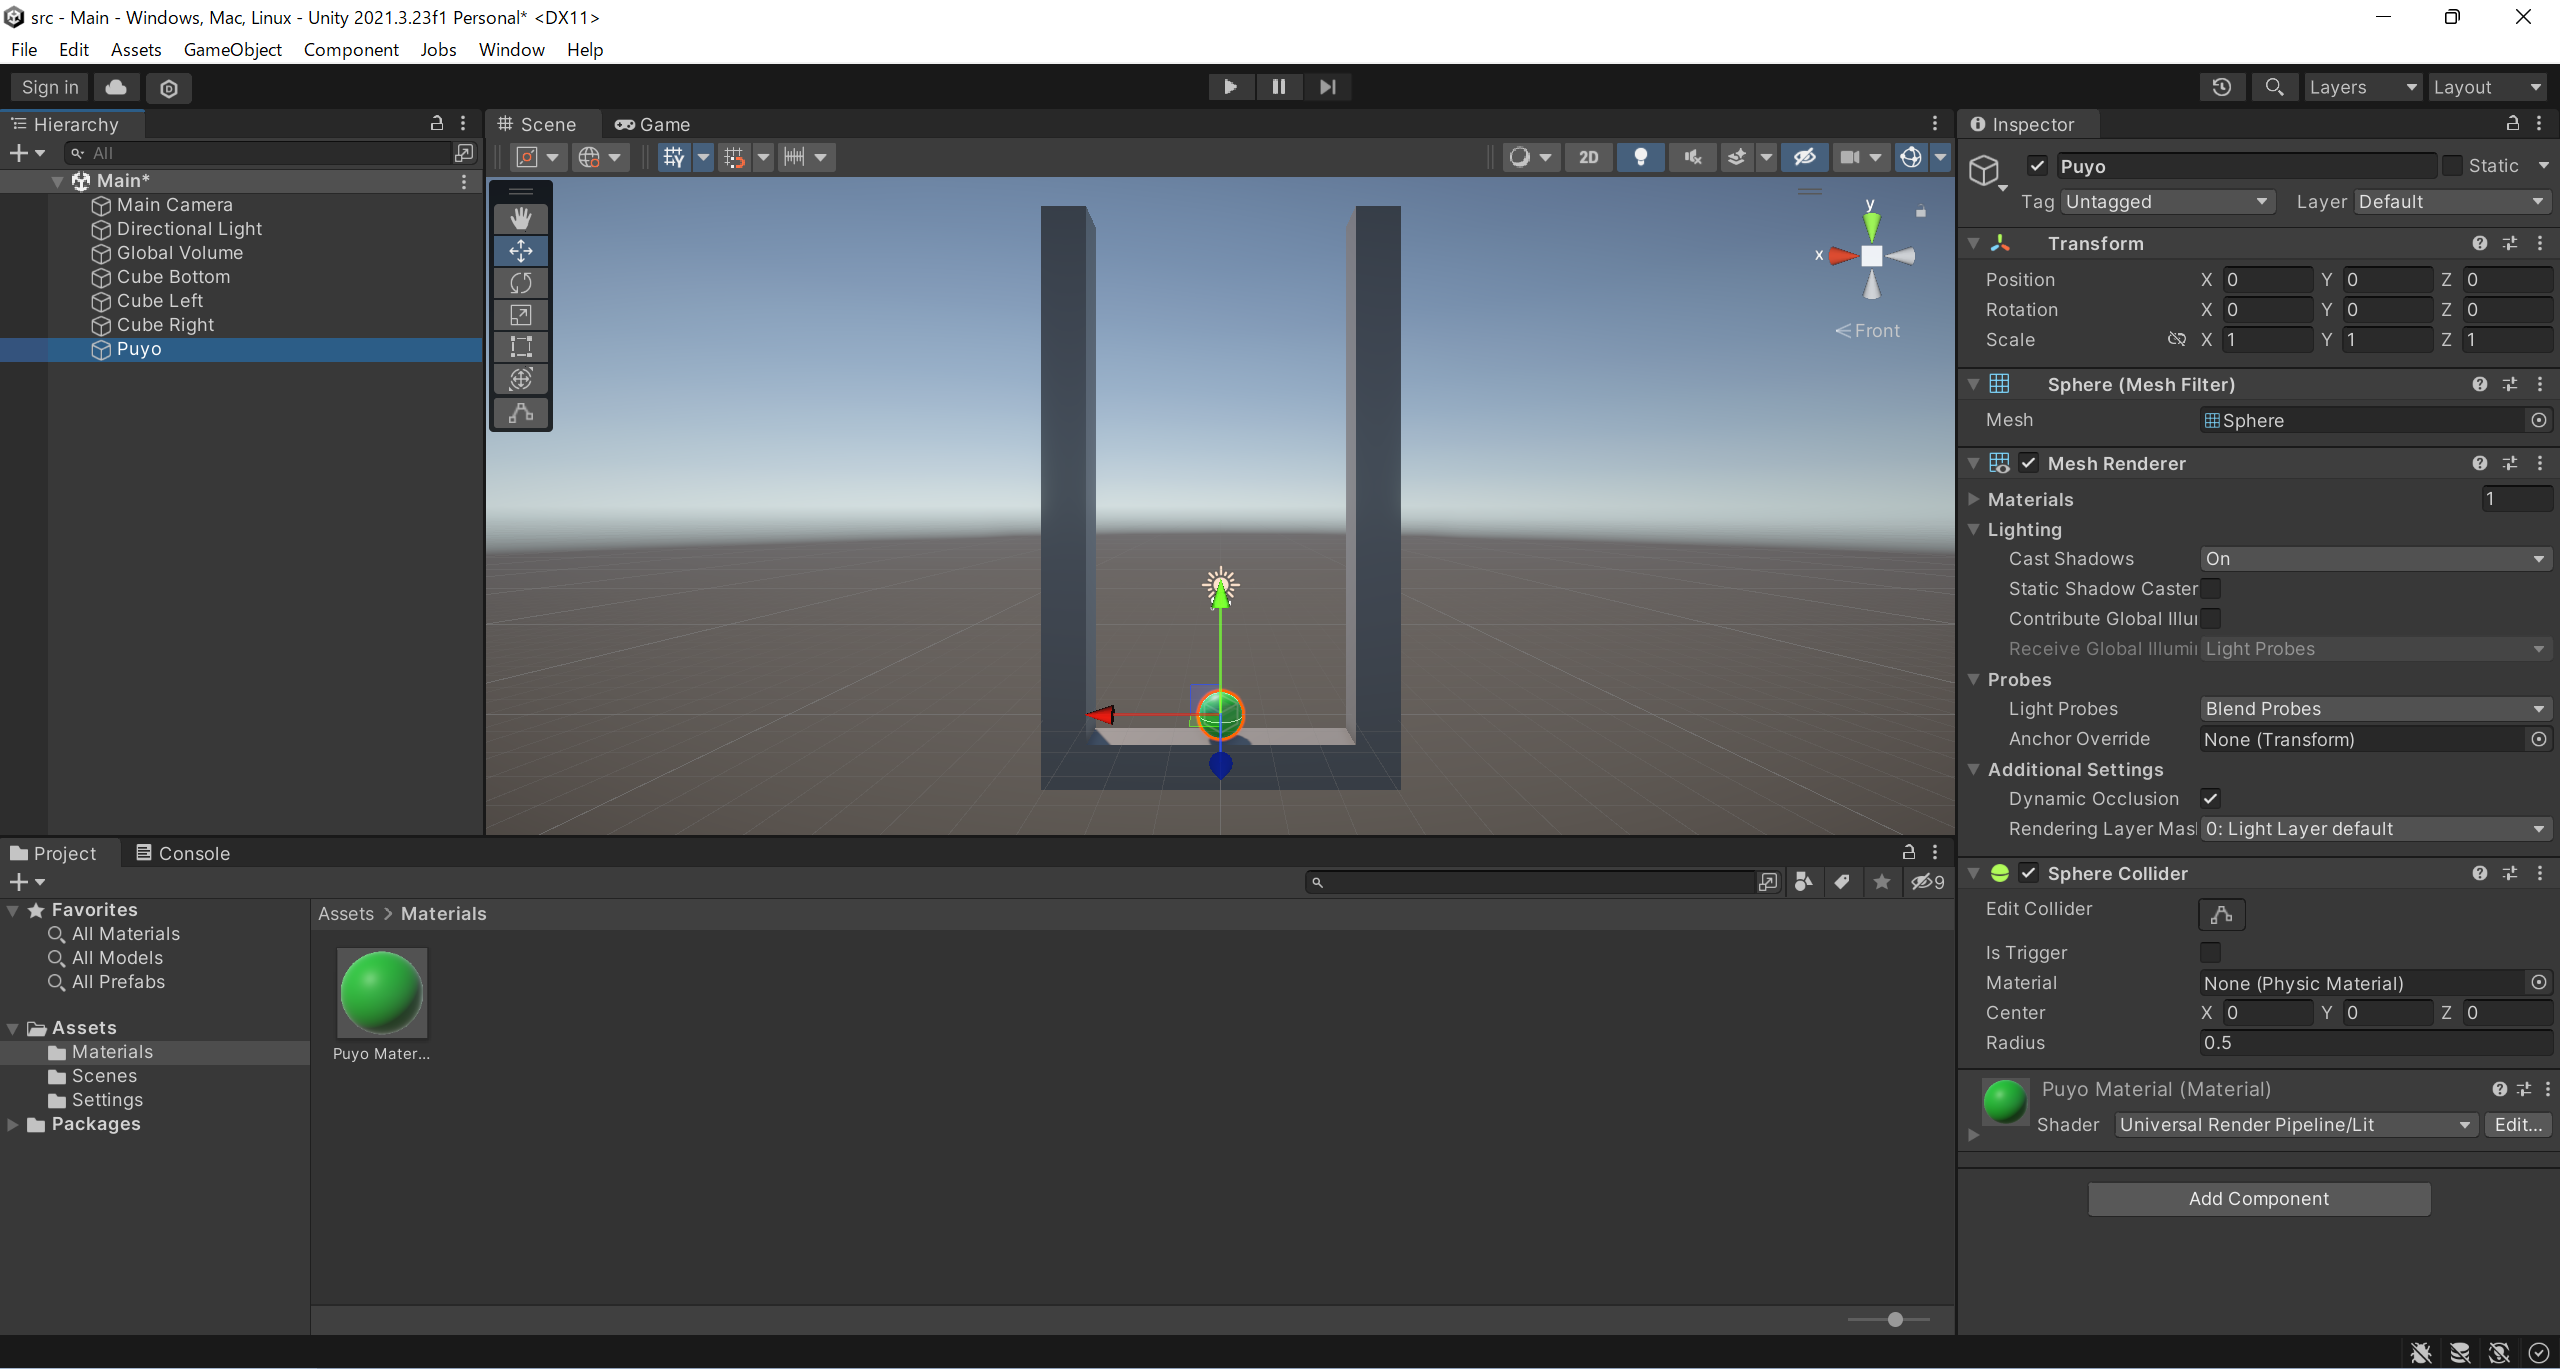 src - Main - Windows, Mac, Linux - Unity 2021.3.23f1 Personal* <DX11>
File Edit Assets GameObject Component Jobs Window Help
Sign in
Layers Layout
Hierarchy
All
Main*
Main Camera
Directional Light
Global Volume
Cube Bottom
Cube Left
Cube Right
Puyo
Scene Game
2D
y
x
Front
Inspector
Puyo Static
Tag Untagged Layer Default
Transform
Position X 0 Y 0 Z 0
Rotation X 0 Y 0 Z 0
Scale X 1 Y 1 Z 1
Sphere (Mesh Filter)
Mesh Sphere
Mesh Renderer
Materials 1
Lighting
Cast Shadows On
Static Shadow Caster
Contribute Global Illu
Receive Global Illumi Light Probes
Probes
Light Probes Blend Probes
Anchor Override None (Transform)
Additional Settings
Dynamic Occlusion
Rendering Layer Mas 0: Light Layer default
Sphere Collider
Edit Collider
Is Trigger
Material None (Physic Material)
Center X 0 Y 0 Z 0
Radius 0.5
Puyo Material (Material)
Shader Universal Render Pipeline/Lit Edit...
Add Component
Project Console
9
Favorites
All Materials
All Models
All Prefabs
Assets
Materials
Scenes
Settings
Packages
Assets > Materials
Puyo Mater...